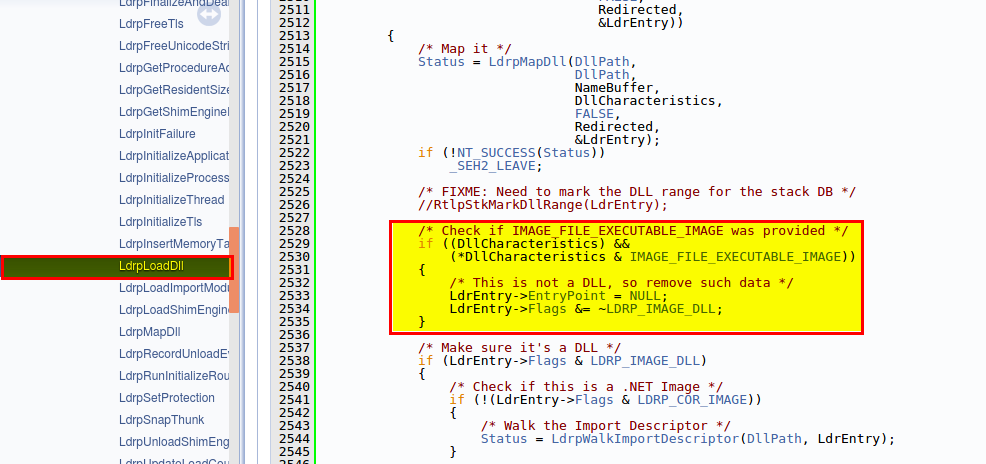 LdrpFinalizeAndDeal
LdrpFreeTls
LdrpFreeUnicodeStri
LdrpGetProcedureAd
LdrpGetResidentSize
LdrpGetShimEngineI
LdrpInitFailure
LdrpInitializeApplicat
LdrpInitializeProcess
LdrpInitializeThread
LdrpInitializeTls
LdrpInsertMemoryTa
LdrpLoadDll
LdrpLoadImportModu
LdrpLoadShimEngine
LdrpMapDll
LdrpRecordUnloadEv
LdrpRunInitializeRou
LdrpSetProtection
LdrpSnapThunk
LdrpUnloadShimEng
LdrpUpdateLoadCou
2510 FALSE,
2511 Redirected,
2512 &LdrEntry))
2513 {
2514 /* Map it */
2515 Status = LdrpMapDll(DllPath,
2516 DllPath,
2517 NameBuffer,
2518 DllCharacteristics,
2519 FALSE,
2520 Redirected,
2521 &LdrEntry);
2522 if (!NT_SUCCESS(Status))
2523 _SEH2_LEAVE;
2524
2525 /* FIXME: Need to mark the DLL range for the stack DB */
2526 //RtlpStkMarkDllRange(LdrEntry);
2527
2528 /* Check if IMAGE_FILE_EXECUTABLE_IMAGE was provided */
2529 if ((DllCharacteristics) &&
2530 (*DllCharacteristics & IMAGE_FILE_EXECUTABLE_IMAGE))
2531 {
2532 /* This is not a DLL, so remove such data */
2533 LdrEntry->EntryPoint = NULL;
2534 LdrEntry->Flags &= ~LDRP_IMAGE_DLL;
2535 }
2536
2537 /* Make sure it's a DLL */
2538 if (LdrEntry->Flags & LDRP_IMAGE_DLL)
2539 {
2540 /* Check if this is a .NET Image */
2541 if (!(LdrEntry->Flags & LDRP_COR_IMAGE))
2542 {
2543 /* Walk the Import Descriptor */
2544 Status = LdrpWalkImportDescriptor(DllPath, LdrEntry);
2545 }
2546